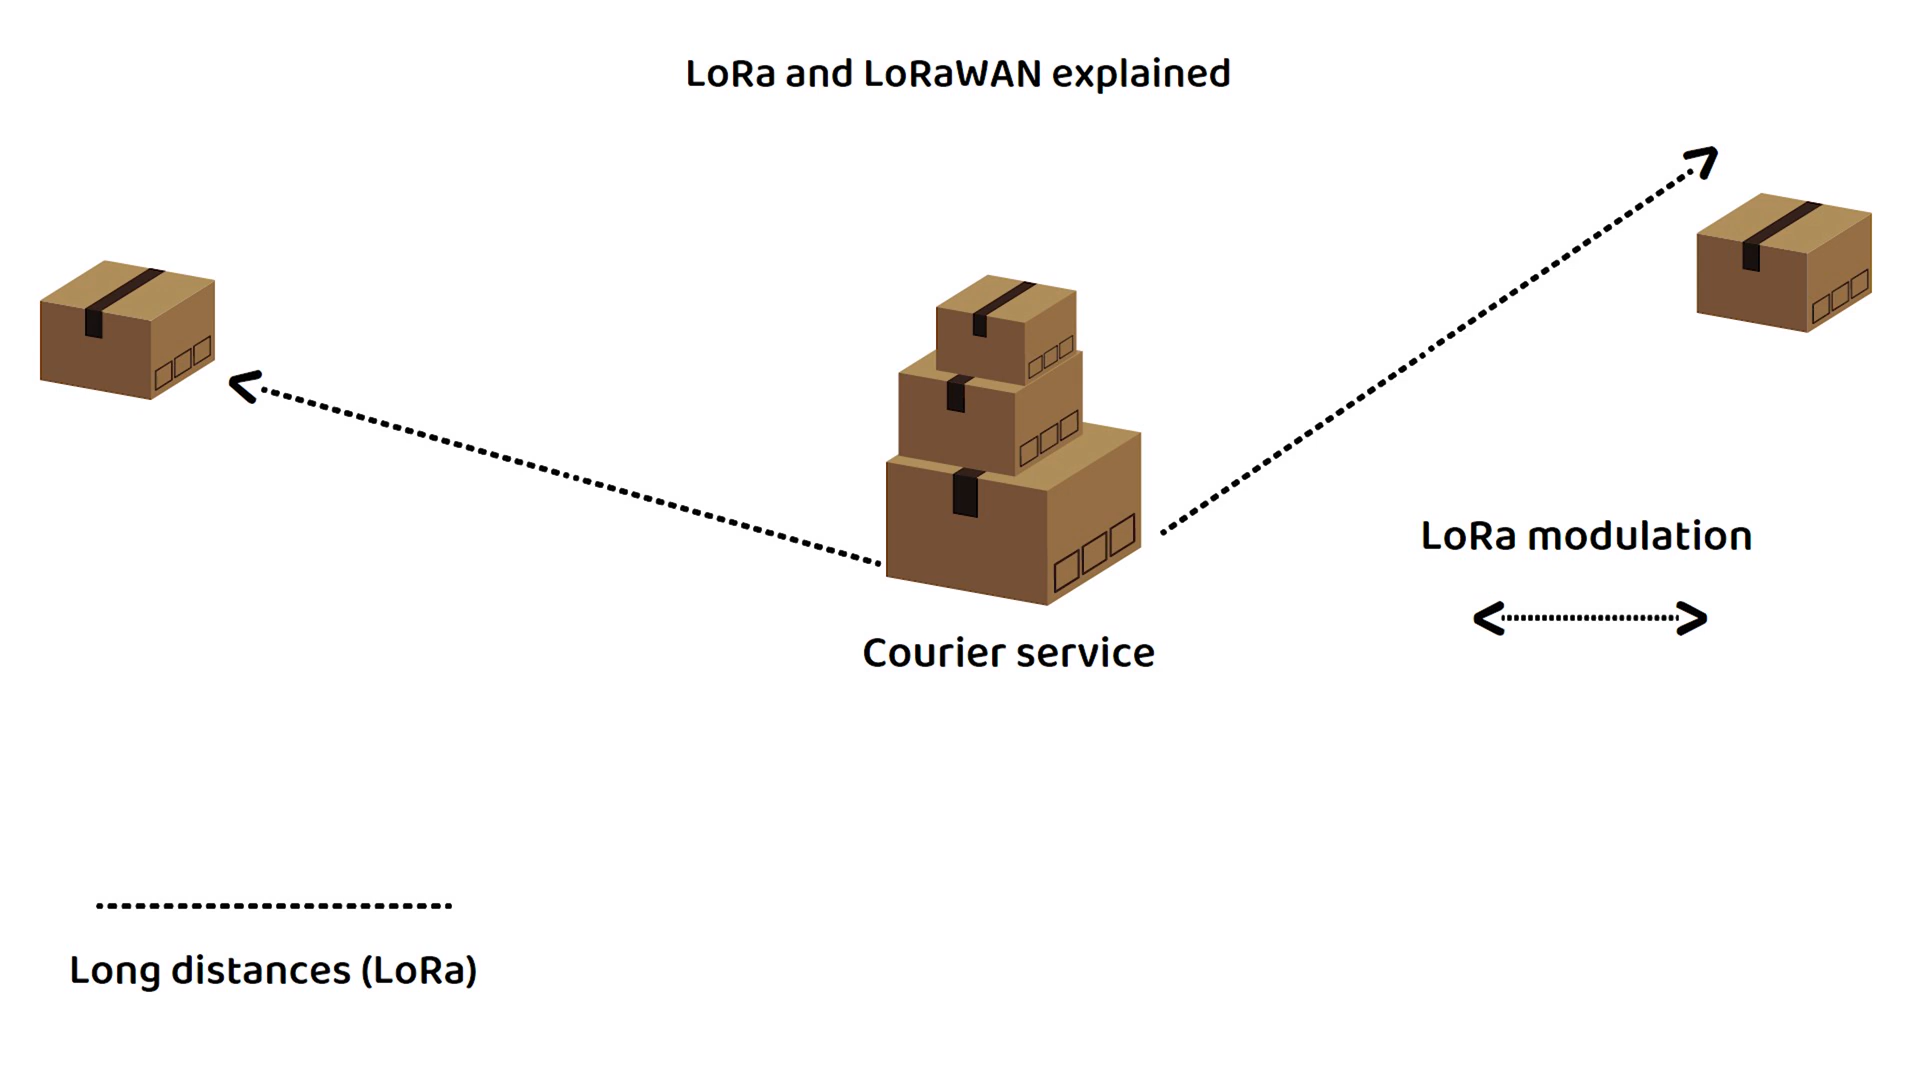 LoRa and LoRaWAN explained
LoRa modulation
Courier service
Long distances (LoRa)